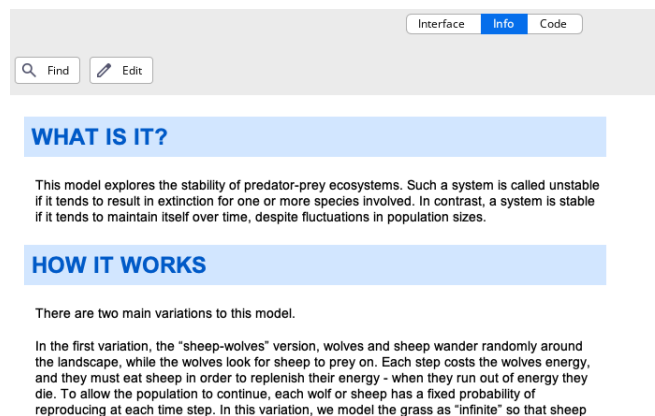 Interface Info Code
Find Edit
WHAT IS IT?
This model explores the stability of predator-prey ecosystems. Such a system is called unstable
if it tends to result in extinction for one or more species involved. In contrast, a system is stable
if it tends to maintain itself over time, despite fluctuations in population sizes.
HOW IT WORKS
There are two main variations to this model.
In the first variation, the “sheep-wolves” version, wolves and sheep wander randomly around
the landscape, while the wolves look for sheep to prey on. Each step costs the wolves energy,
and they must eat sheep in order to replenish their energy - when they run out of energy they
die. To allow the population to continue, each wolf or sheep has a fixed probability of
reproducing at each time step. In this variation, we model the grass as “infinite” so that sheep